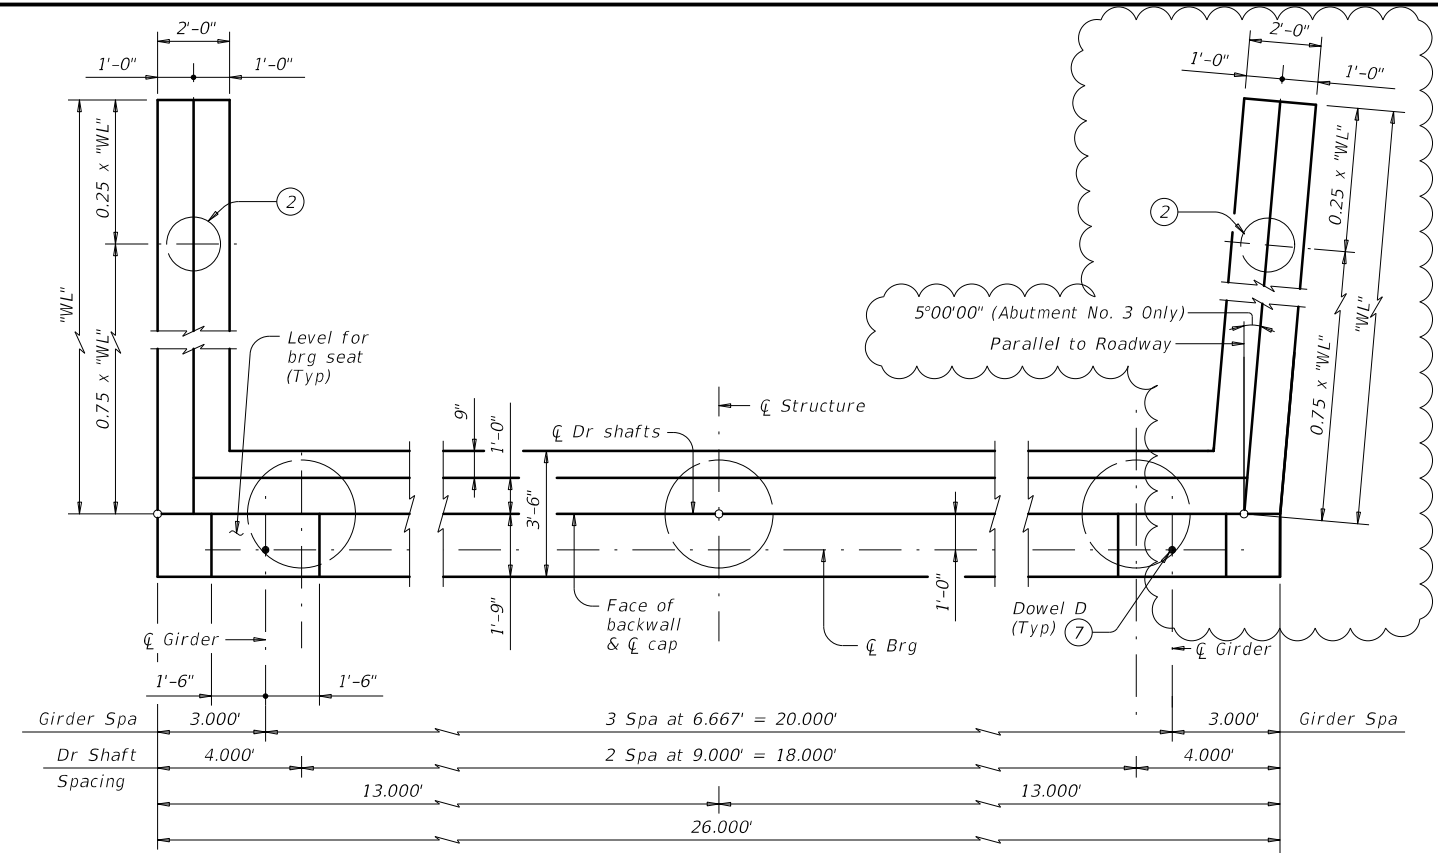 2'-0"
1'-0"
1'-0"
2'-0"
1'-0"
1'-0"
"WL"
0.25 x "WL"
0.75 x "WL"
2
2
0.25 x "WL"
"WL"
0.75 x "WL"
5°00'00" (Abutment No. 3 Only)
Parallel to Roadway
Level for
brg seat
(Typ)
℄ Structure
℄ Dr shafts
9"
1'-0"
3'-6"
1'-9"
1'-0"
Face of
backwall
& ℄ cap
℄ Brg
Dowel D
(Typ)
7
℄ Girder
℄ Girder
1'-6"
1'-6"
Girder Spa
3.000'
3 Spa at 6.667' = 20.000'
3.000'
Girder Spa
Dr Shaft
Spacing
4.000'
2 Spa at 9.000' = 18.000'
4.000'
13.000'
13.000'
26.000'